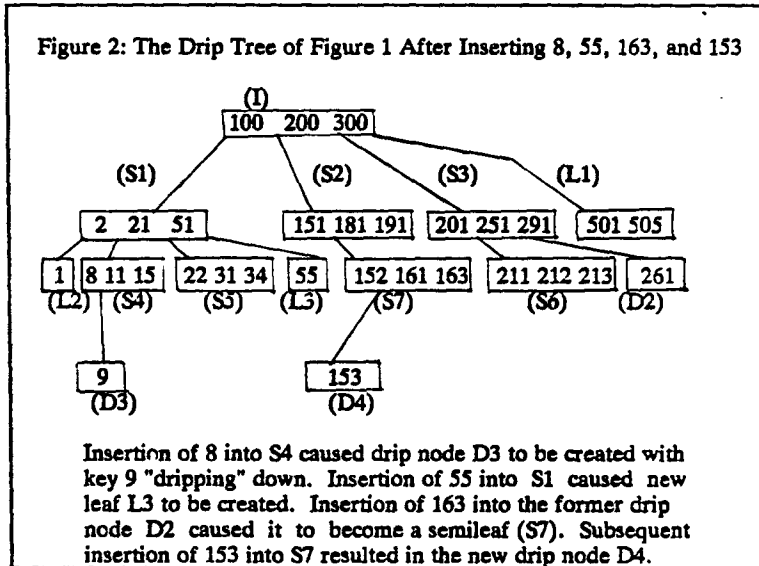 Figure 2: The Drip Tree of Figure 1 After Inserting 8, 55, 163, and 153
(I)
100 200 300
(S1) (S2) (S3) (L1)
2 21 51 151 181 191 201 251 291 501 505
1 8 11 15 22 31 34 55 152 161 163 211 212 213 261
(L2) (S4) (S5) (L3) (S7) (S6) (D2)
9 153
(D3) (D4)
Insertion of 8 into S4 caused drip node D3 to be created with
key 9 "dripping" down. Insertion of 55 into S1 caused new
leaf L3 to be created. Insertion of 163 into the former drip
node D2 caused it to become a semileaf (S7). Subsequent
insertion of 153 into S7 resulted in the new drip node D4.